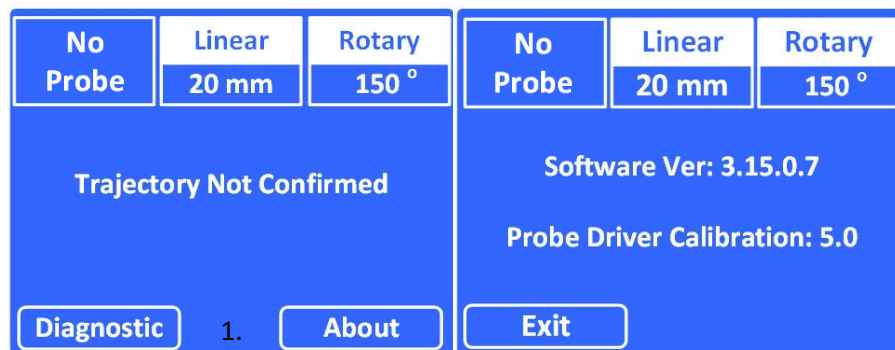 No Probe
Linear
20 mm
Rotary
150 °
Trajectory Not Confirmed
Diagnostic
1.
About
No Probe
Linear
20 mm
Rotary
150 °
Software Ver: 3.15.0.7
Probe Driver Calibration: 5.0
Exit